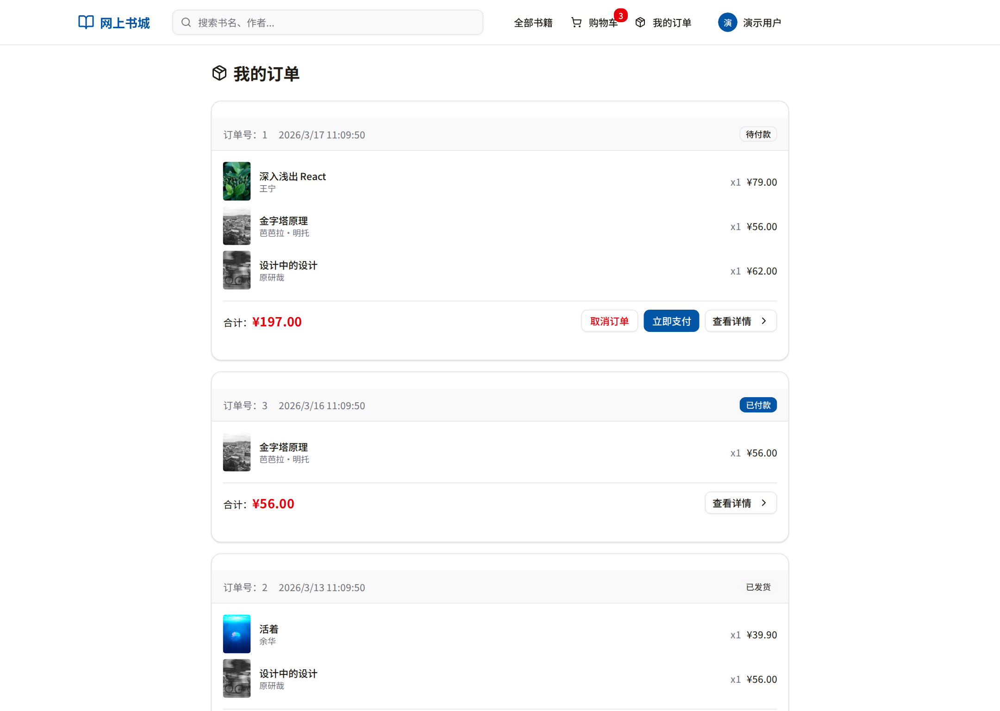 网上书城
搜索书名、作者...
全部书籍
购物车
3
我的订单
演
演示用户
我的订单
订单号：1 2026/3/17 11:09:50
待付款
深入浅出 React
王宁
x1 ¥79.00
金字塔原理
芭芭拉·明托
x1 ¥56.00
设计中的设计
原研哉
x1 ¥62.00
合计：¥197.00
取消订单
立即支付
查看详情
订单号：3 2026/3/16 11:09:50
已付款
金字塔原理
芭芭拉·明托
x1 ¥56.00
合计：¥56.00
查看详情
订单号：2 2026/3/13 11:09:50
已发货
活着
余华
x1 ¥39.90
设计中的设计
原研哉
x1 ¥56.00